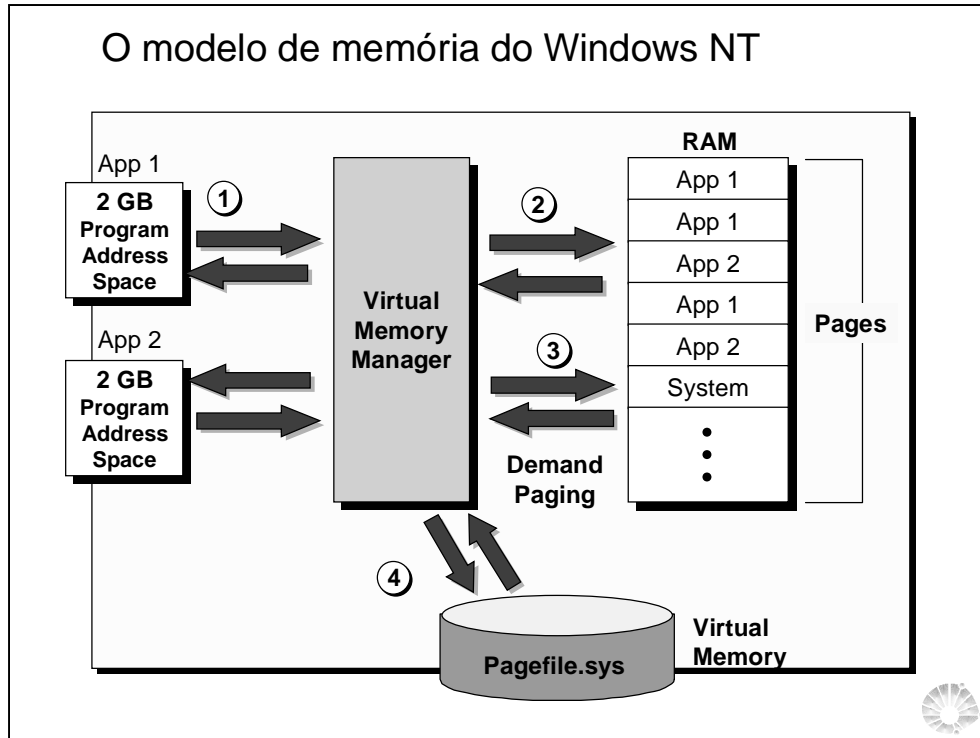 O modelo de memória do Windows NT
App 1
2 GB
Program
Address
Space
1
App 2
2 GB
Program
Address
Space
Virtual
Memory
Manager
2
3
Demand
Paging
RAM
App 1
App 1
App 2
App 1
App 2
System
Pages
4
Pagefile.sys
Virtual
Memory